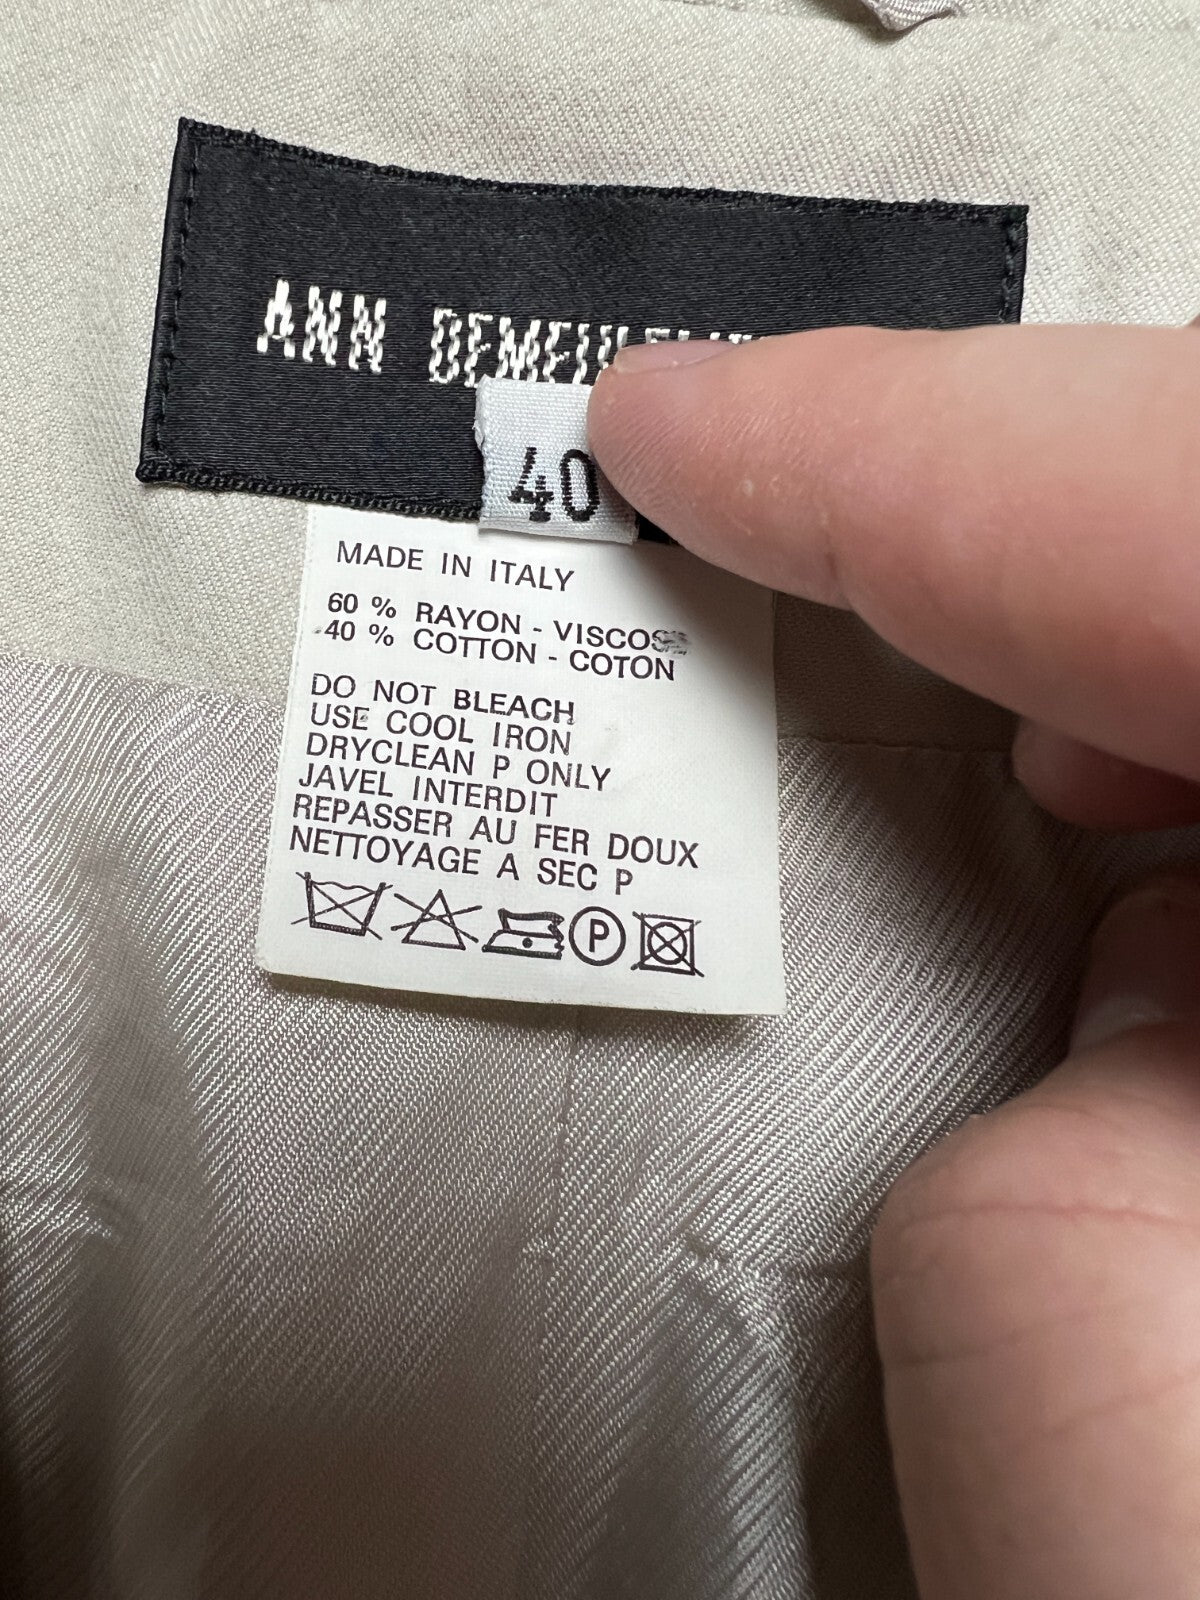 ANN
40
MADE IN ITALY
60 % RAYON - VISCOSE
40 % COTTON - COTON
DO NOT BLEACH
USE COOL IRON
DRYCLEAN P ONLY
JAVEL INTERDIT
REPASSER AU FER DOUX
NETTOYAGE A SEC P
P